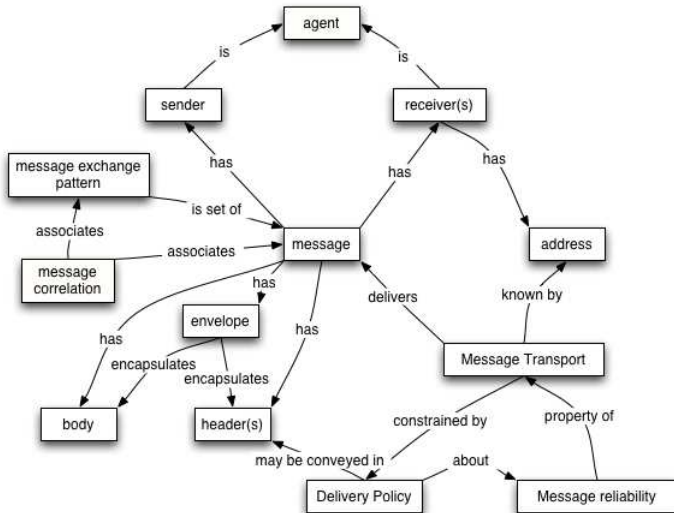 agent
is
is
sender
receiver(s)
has
has
has
message exchange
pattern
is set of
associates
associates
message
address
message
correlation
has
delivers
known by
envelope
has
has
encapsulates
encapsulates
Message Transport
body
header(s)
constrained by
property of
may be conveyed in
about
Delivery Policy
Message reliability